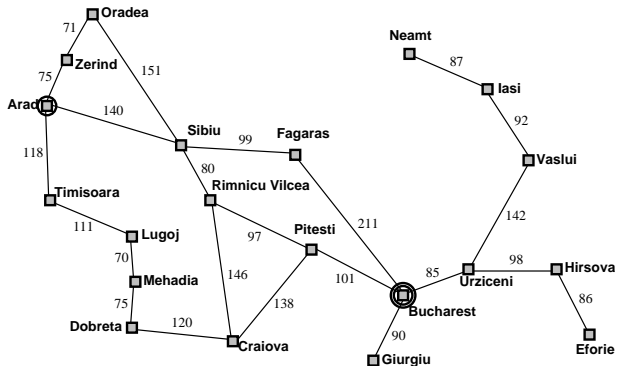 Oradea
71
Neamt
Zerind
87
75
151
Iasi
Arad
140
92
Sibiu
Fagaras
99
118
Vaslui
80
Rimnicu Vilcea
Timisoara
211
142
111
Pitesti
Lugoj
97
70
98
Hirsova
146
101
85
Mehadia
Urziceni
138
86
75
Bucharest
120
90
Dobreta
Craiova
Eforie
Giurgiu